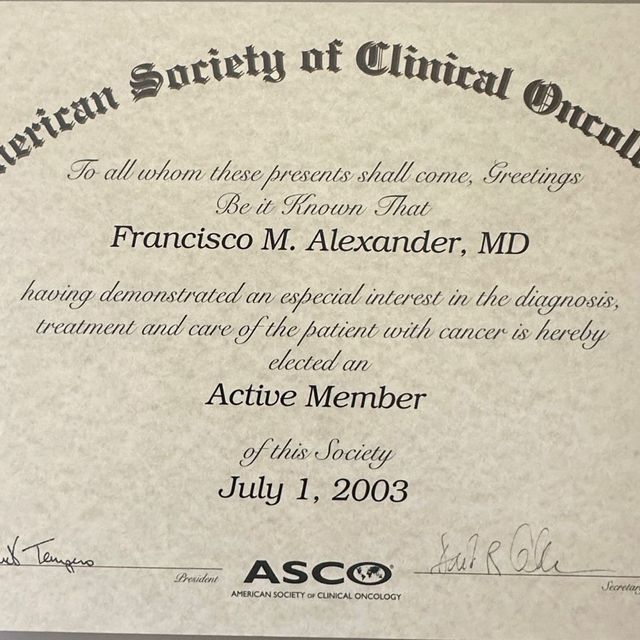 merican Society of Clinical Oncolo
To all whom these presents shall come, Greetings
Be it Known That
Francisco M. Alexander, MD
having demonstrated an especial interest in the diagnosis,
treatment and care of the patient with cancer is hereby
elected an
Active Member
of this Society
July 1, 2003
Tempero
President
Secretary
ASCO
AMERICAN SOCIETY OF CLINICAL ONCOLOGY